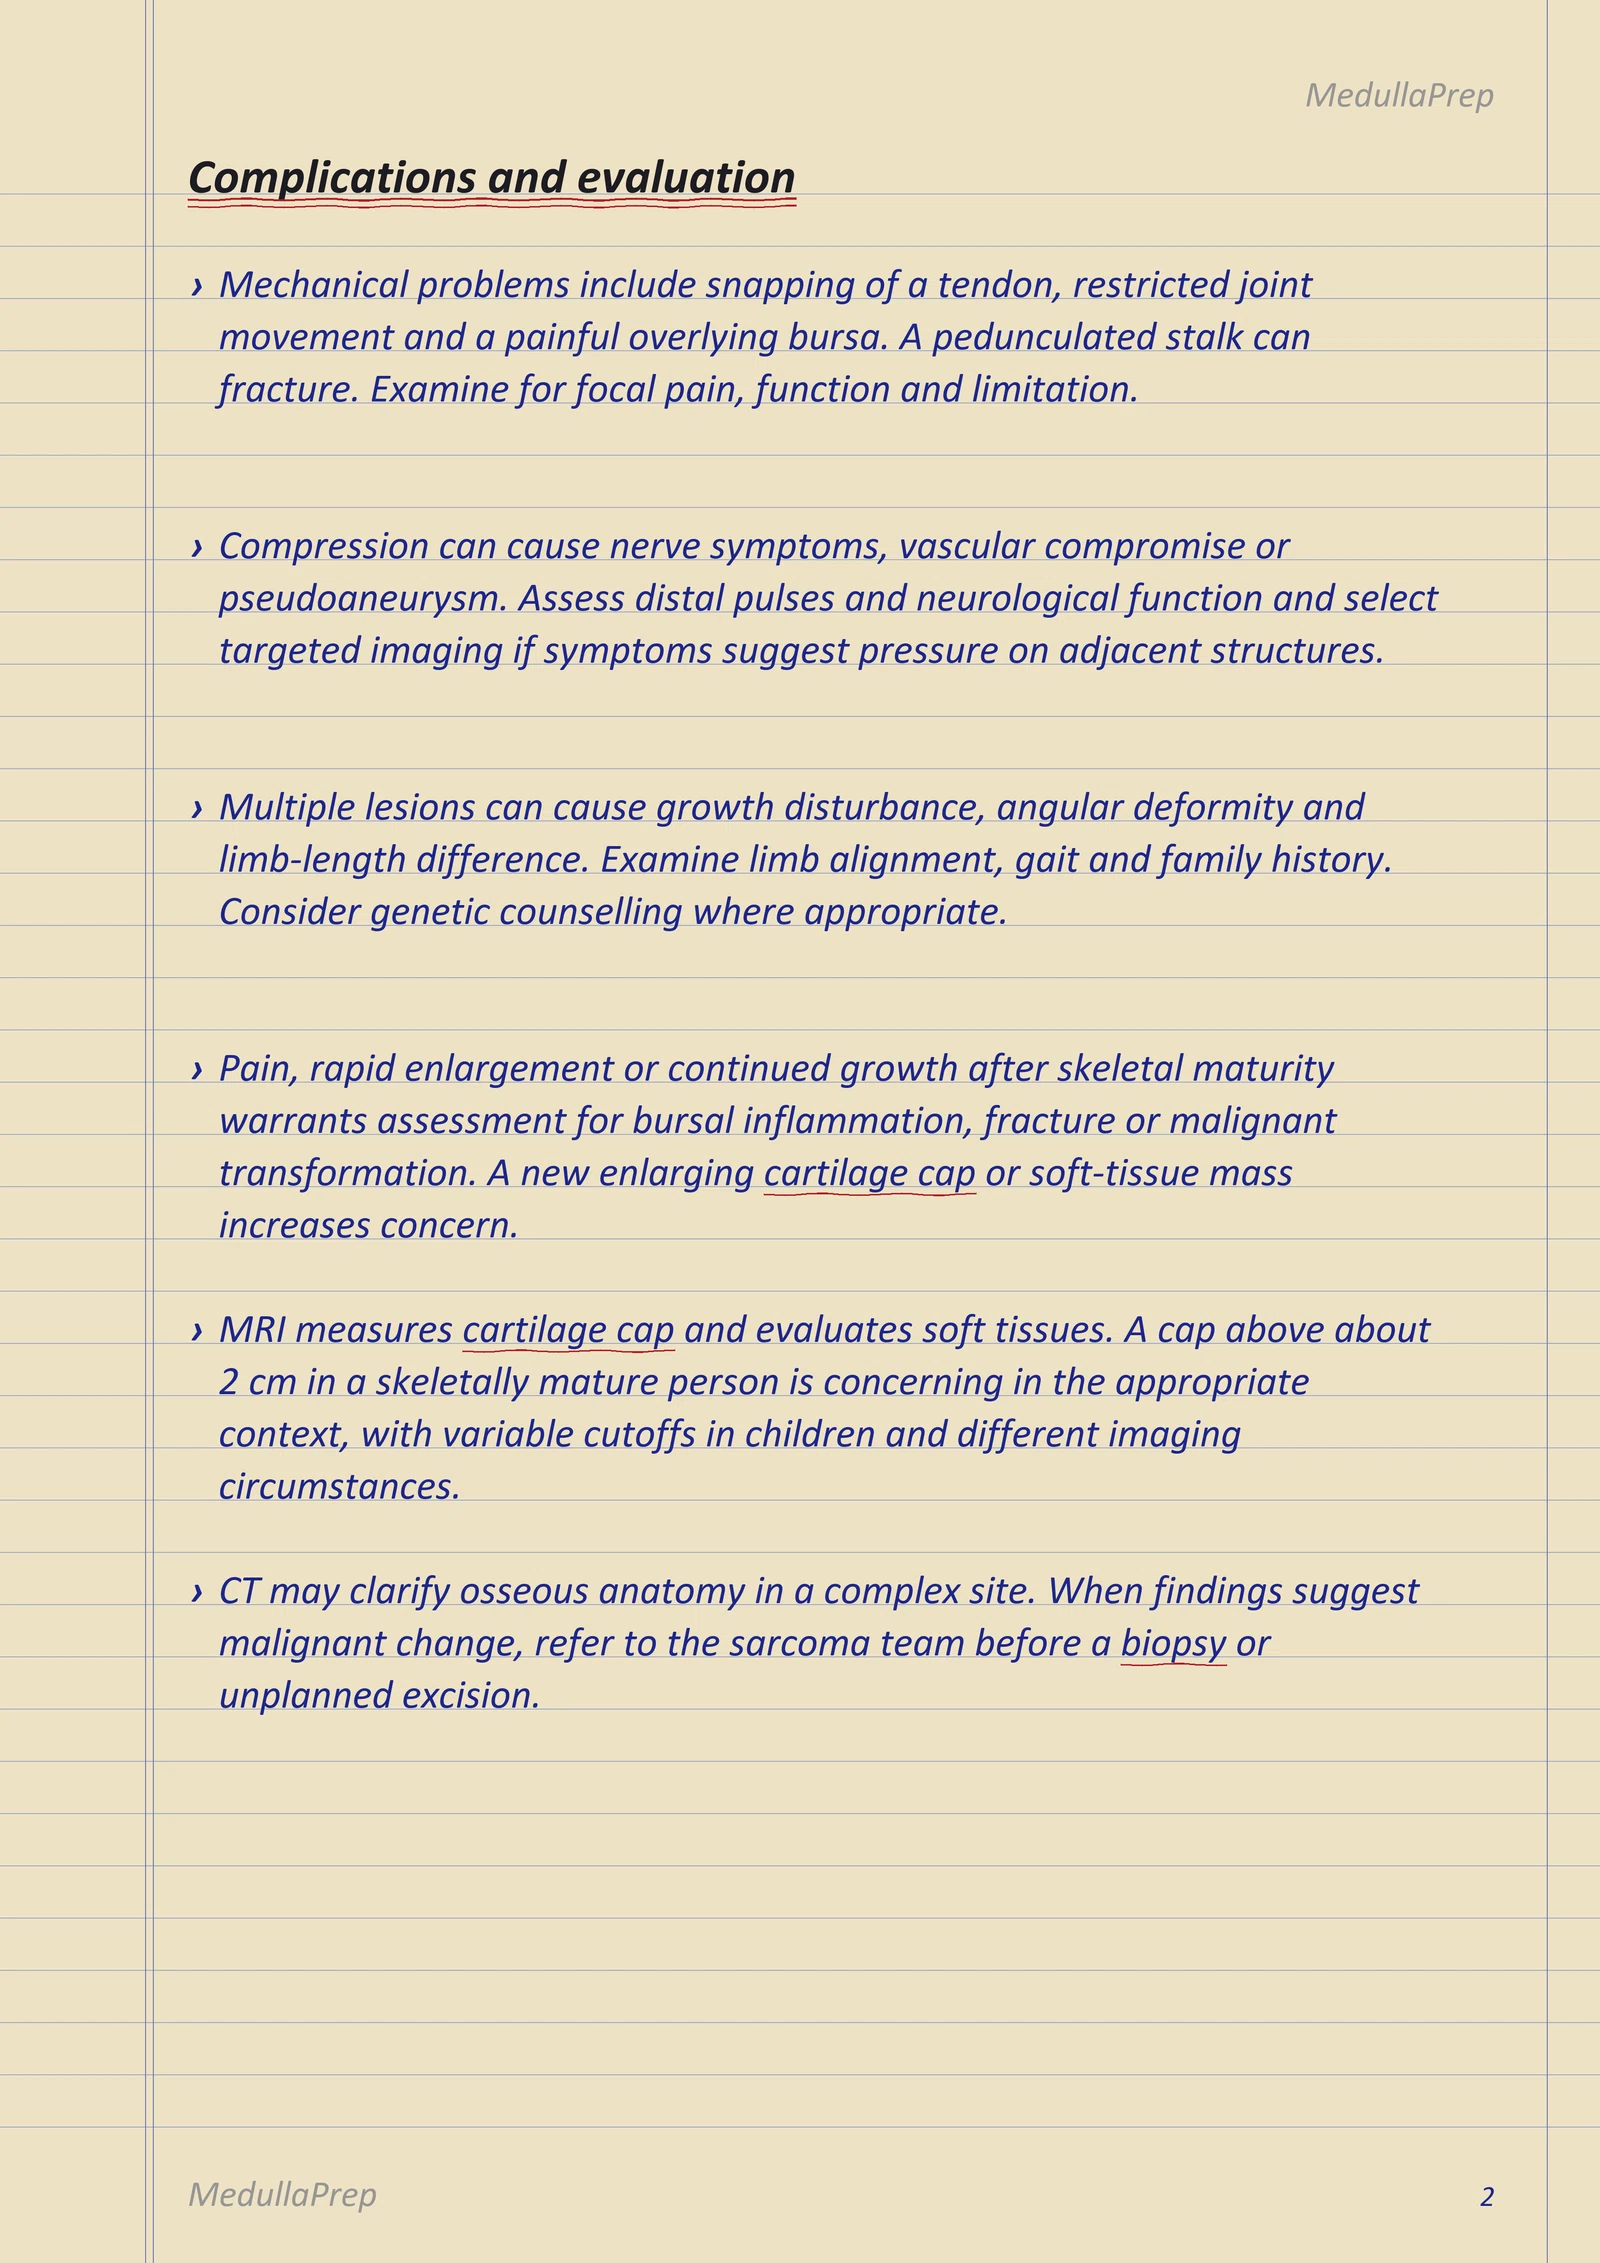 MedullaPrep
Complications and evaluation
› Mechanical problems include snapping of a tendon, restricted joint
movement and a painful overlying bursa. A pedunculated stalk can
fracture. Examine for focal pain, function and limitation.
› Compression can cause nerve symptoms, vascular compromise or
pseudoaneurysm. Assess distal pulses and neurological function and select
targeted imaging if symptoms suggest pressure on adjacent structures.
› Multiple lesions can cause growth disturbance, angular deformity and
limb-length difference. Examine limb alignment, gait and family history.
Consider genetic counselling where appropriate.
› Pain, rapid enlargement or continued growth after skeletal maturity
warrants assessment for bursal inflammation, fracture or malignant
transformation. A new enlarging cartilage cap or soft-tissue mass
increases concern.
› MRI measures cartilage cap and evaluates soft tissues. A cap above about
2 cm in a skeletally mature person is concerning in the appropriate
context, with variable cutoffs in children and different imaging
circumstances.
› CT may clarify osseous anatomy in a complex site. When findings suggest
malignant change, refer to the sarcoma team before a biopsy or
unplanned excision.
MedullaPrep
2